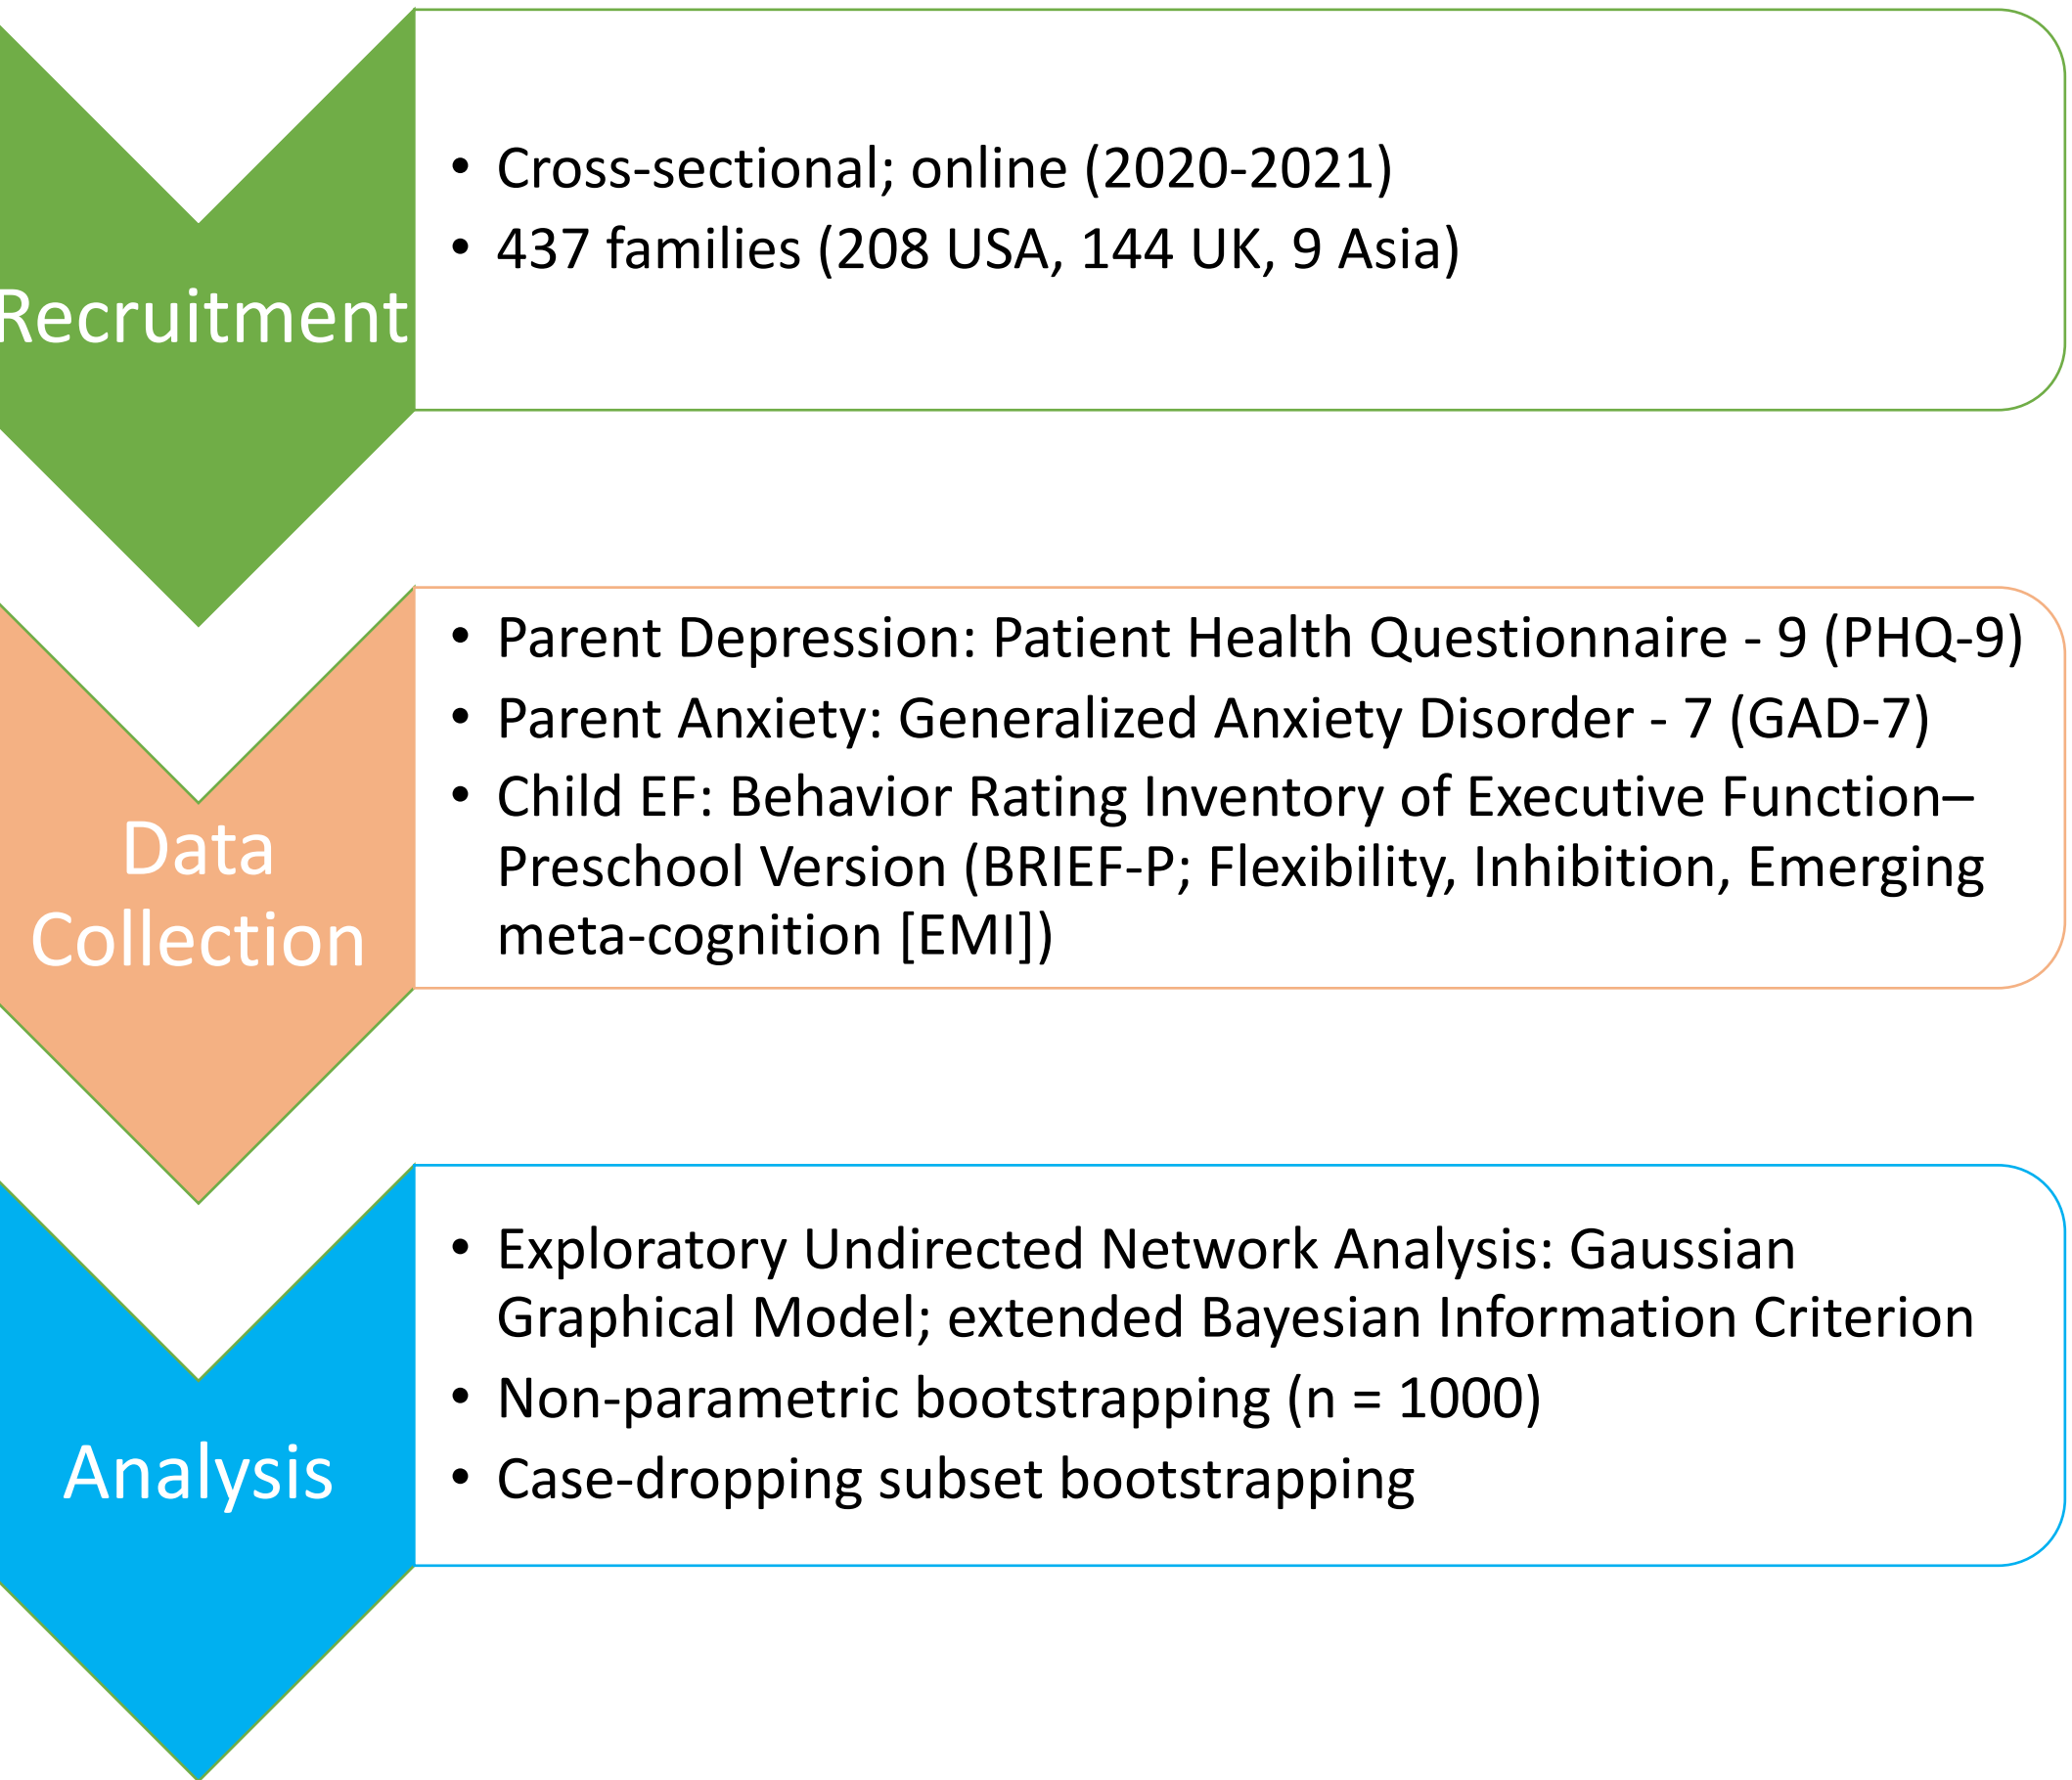 Recruitment
• Cross-sectional; online (2020-2021)
• 437 families (208 USA, 144 UK, 9 Asia)
Data
Collection
• Parent Depression: Patient Health Questionnaire - 9 (PHQ-9)
• Parent Anxiety: Generalized Anxiety Disorder - 7 (GAD-7)
• Child EF: Behavior Rating Inventory of Executive Function–
Preschool Version (BRIEF-P; Flexibility, Inhibition, Emerging
meta-cognition [EMI])
Analysis
• Exploratory Undirected Network Analysis: Gaussian
Graphical Model; extended Bayesian Information Criterion
• Non-parametric bootstrapping (n = 1000)
• Case-dropping subset bootstrapping